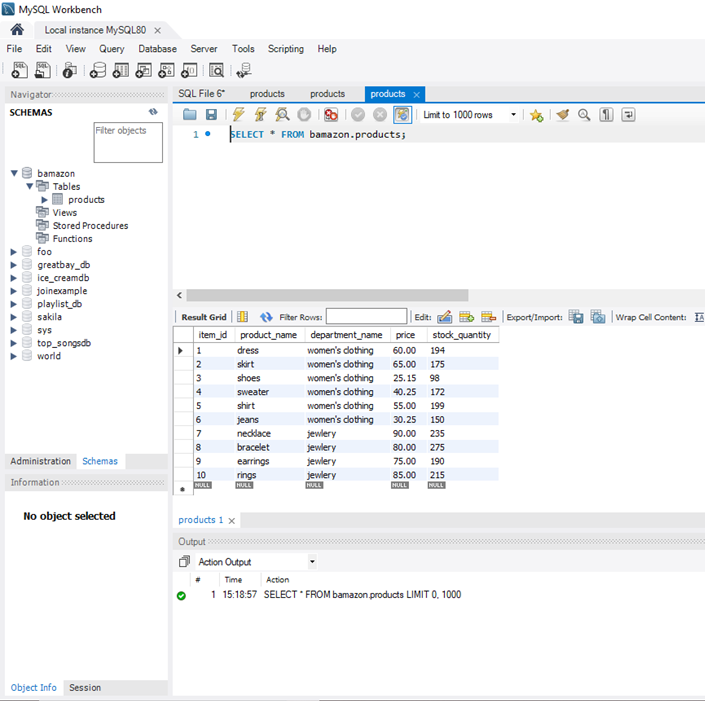 MySQL Workbench
Local instance MySQL80
File Edit View Query Database Server Tools Scripting Help
Navigator
SCHEMAS
Filter objects
bamazon
Tables
products
Views
Stored Procedures
Functions
foo
greatbay_db
ice_creamdb
joinexample
playlist_db
sakila
sys
top_songsdb
world
Administration Schemas
Information
No object selected
Object Info Session
SQL File 6* products products products
Limit to 1000 rows
1 SELECT * FROM bamazon.products;
Result Grid Filter Rows: Edit: Export/Import: Wrap Cell Content:
item_id product_name department_name price stock_quantity
1 dress women's clothing 60.00 194
2 skirt women's clothing 65.00 175
3 shoes women's clothing 25.15 98
4 sweater women's clothing 40.25 172
5 shirt women's clothing 55.00 199
6 jeans women's clothing 30.25 150
7 necklace jewlery 90.00 235
8 bracelet jewlery 80.00 275
9 earrings jewlery 75.00 190
10 rings jewlery 85.00 215
NULL NULL NULL NULL NULL
products 1
Output
Action Output
# Time Action
1 15:18:57 SELECT * FROM bamazon.products LIMIT 0, 1000